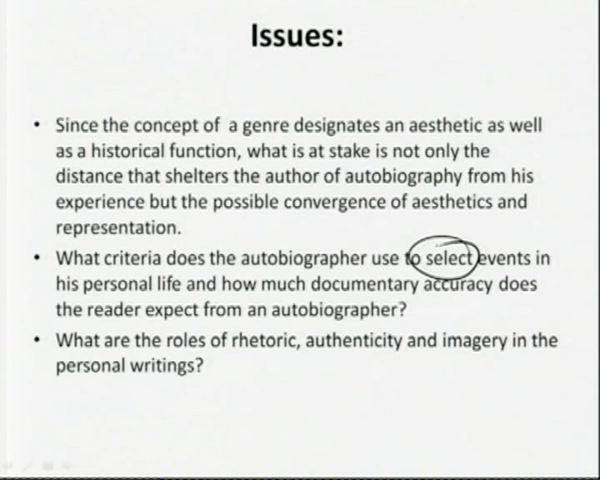 Issues:
• Since the concept of a genre designates an aesthetic as well
as a historical function, what is at stake is not only the
distance that shelters the author of autobiography from his
experience but the possible convergence of aesthetics and
representation.
• What criteria does the autobiographer use to select events in
his personal life and how much documentary accuracy does
the reader expect from an autobiographer?
• What are the roles of rhetoric, authenticity and imagery in the
personal writings?